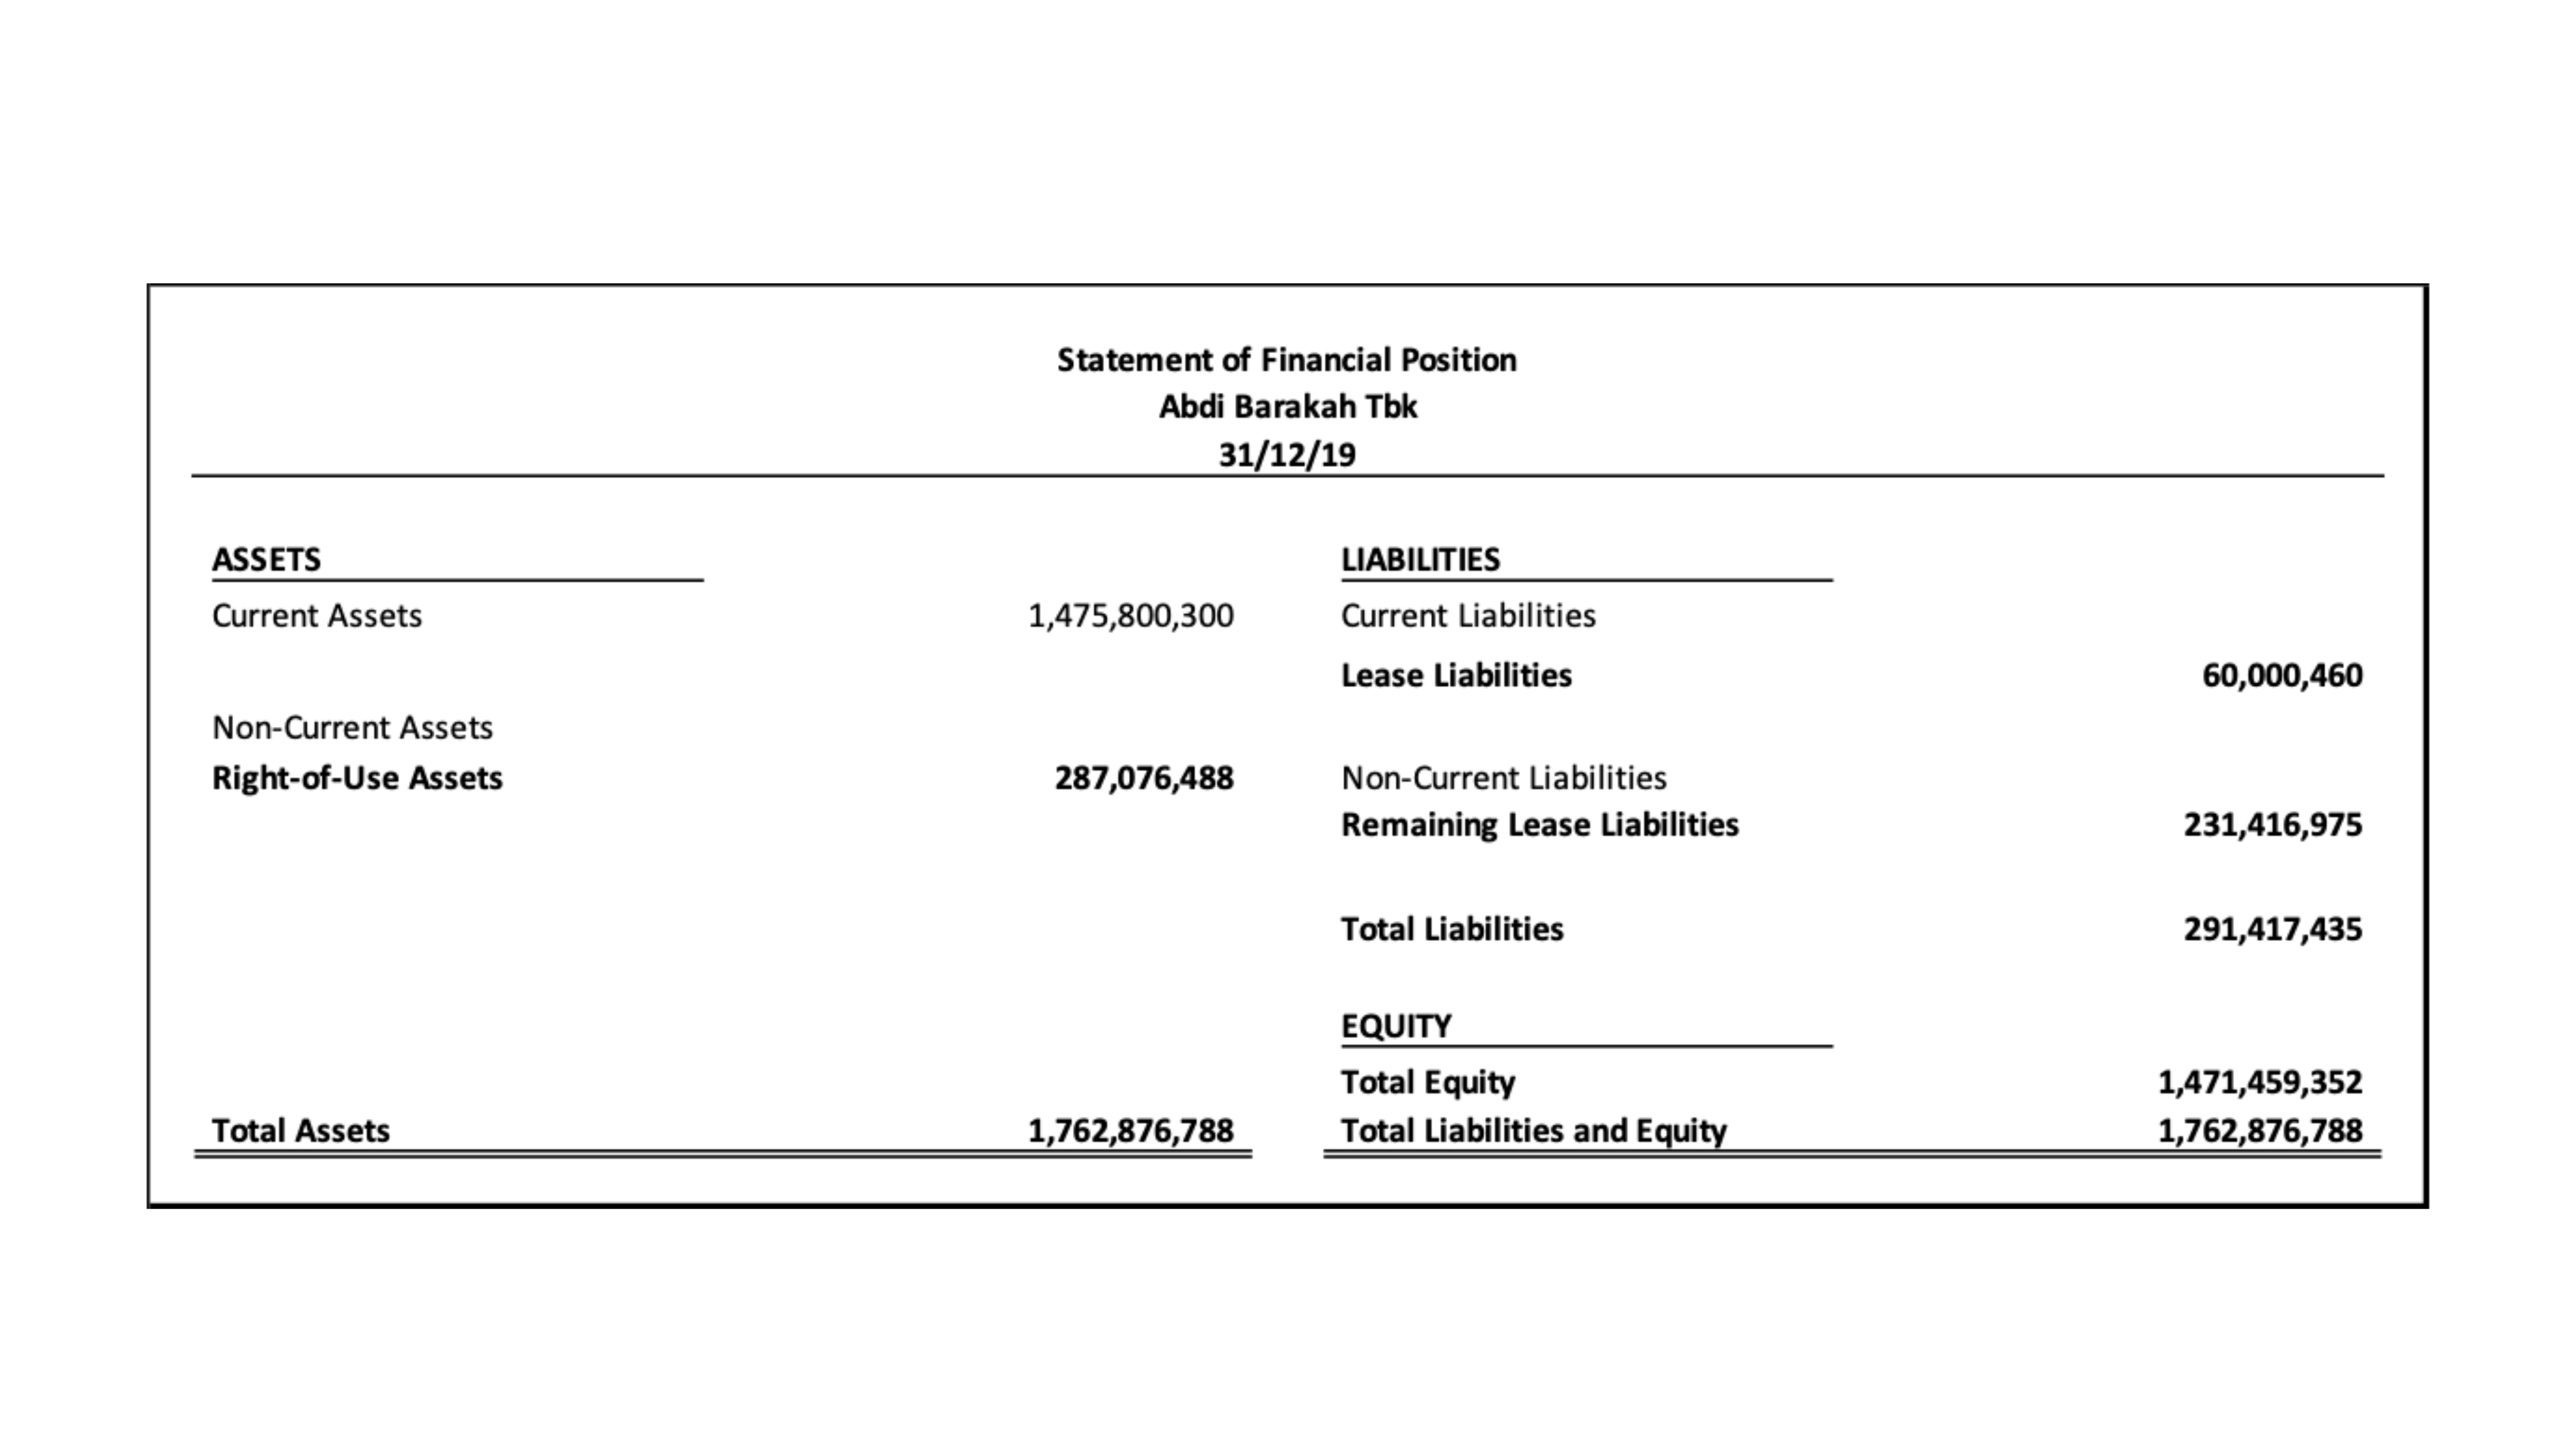 Statement of Financial Position
Abdi Barakah Tbk
31/12/19
ASSETS
Current Assets 1,475,800,300
Non-Current Assets
Right-of-Use Assets 287,076,488
Total Assets 1,762,876,788
LIABILITIES
Current Liabilities
Lease Liabilities 60,000,460
Non-Current Liabilities
Remaining Lease Liabilities 231,416,975
Total Liabilities 291,417,435
EQUITY
Total Equity 1,471,459,352
Total Liabilities and Equity 1,762,876,788